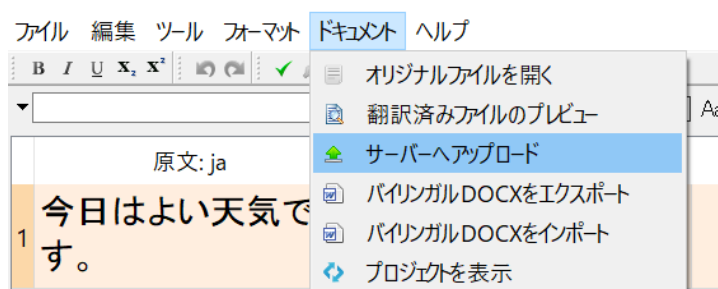 ファイル 編集 ツール フォーマット ドキュメント ヘルプ
B I U X₂ X²
オリジナルファイルを開く
翻訳済みファイルのプレビュー
Aa
原文: ja
サーバーへアップロード
バイリンガルDOCXをエクスポート
1 今日はよい天気で
す。
バイリンガルDOCXをインポート
プロジェクトを表示